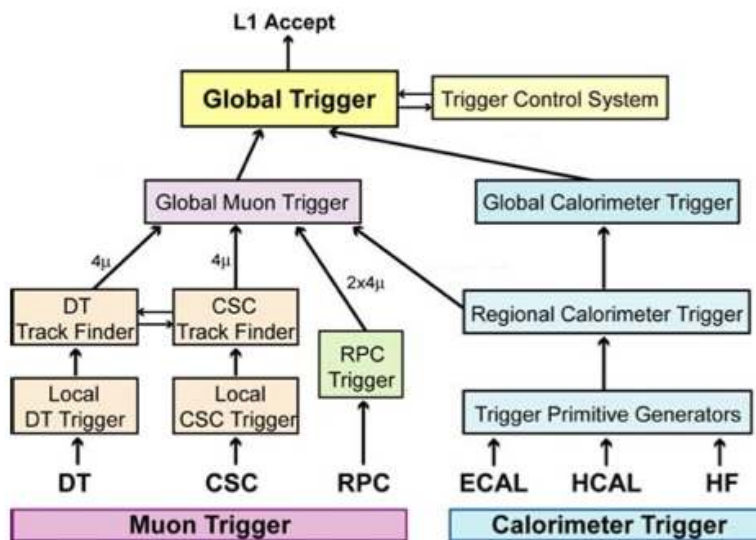 L1 Accept
Global Trigger
Trigger Control System
Global Muon Trigger
Global Calorimeter Trigger
4μ
4μ
2x4μ
DT
Track Finder
CSC
Track Finder
Regional Calorimeter Trigger
RPC
Trigger
Local
DT Trigger
Local
CSC Trigger
Trigger Primitive Generators
DT
CSC
RPC
ECAL
HCAL
HF
Muon Trigger
Calorimeter Trigger